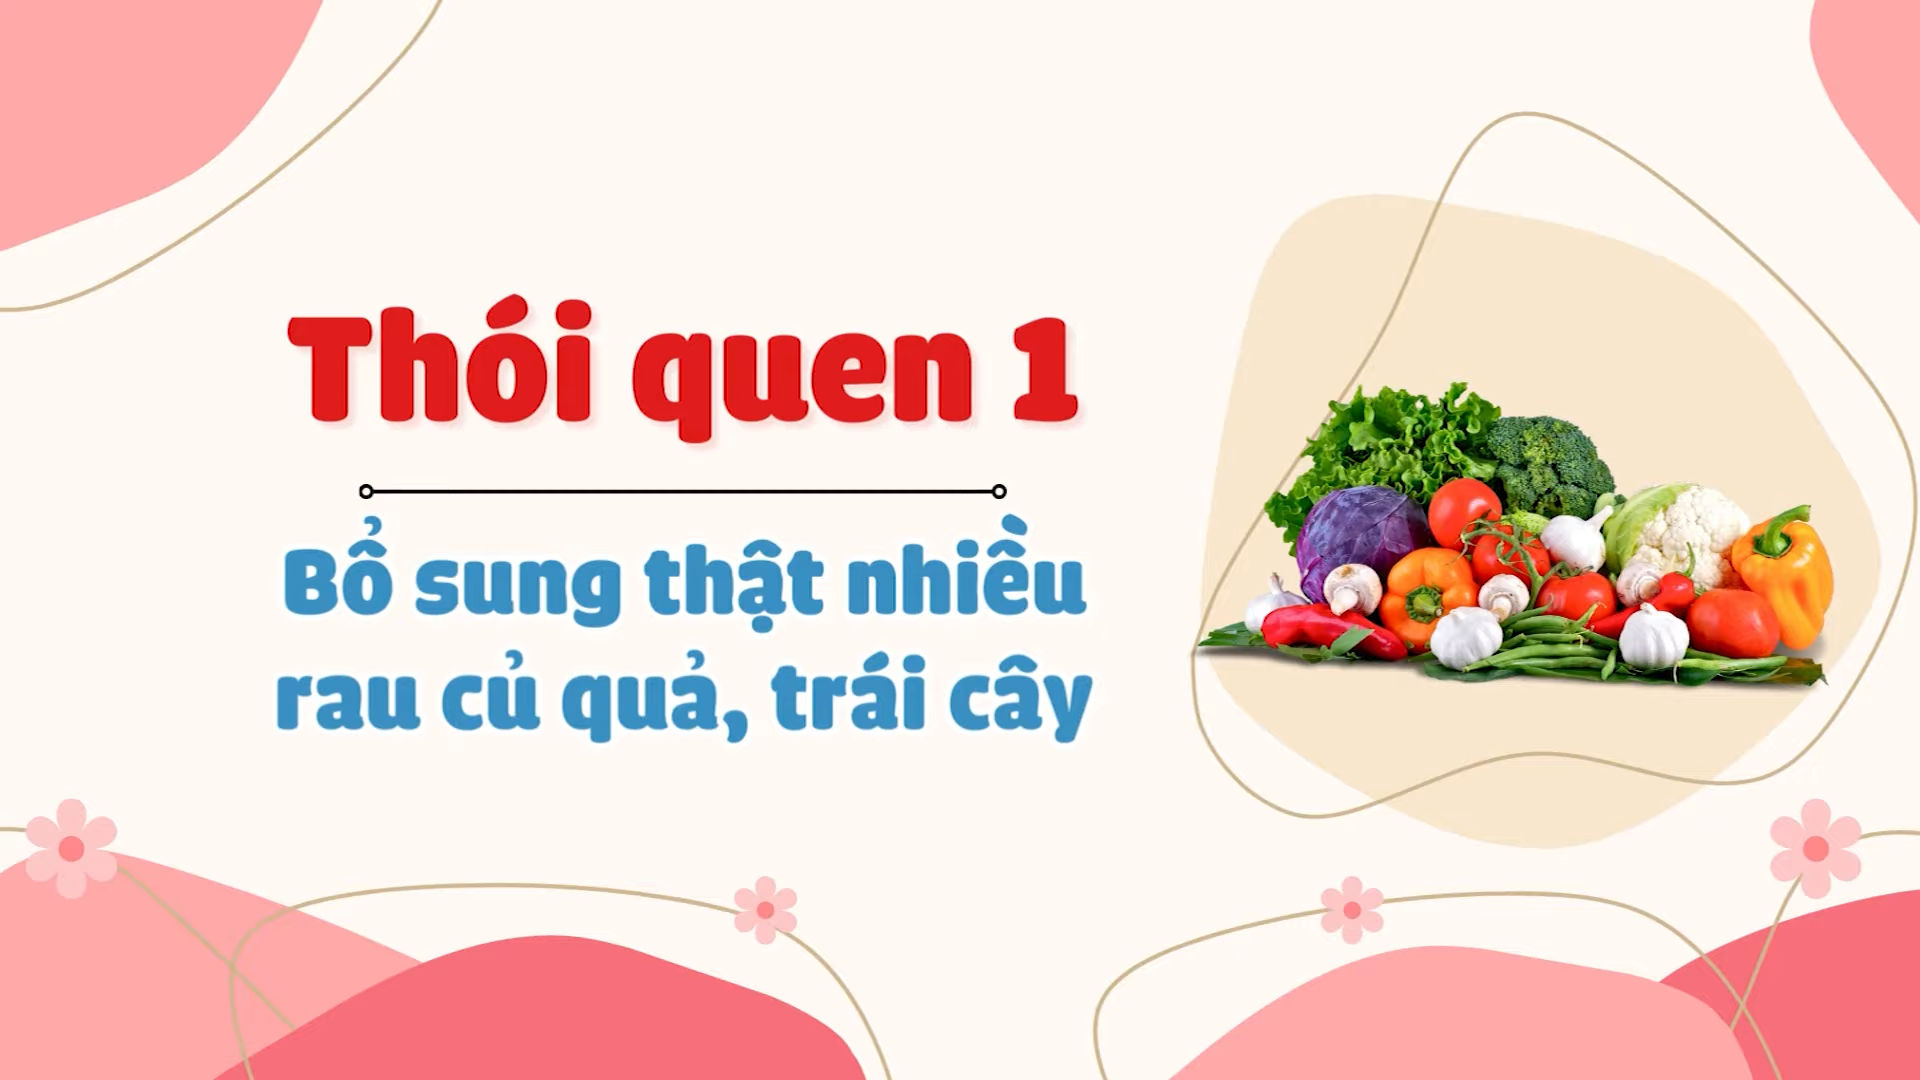 Thói quen 1
Bổ sung thật nhiều
rau củ quả, trái cây